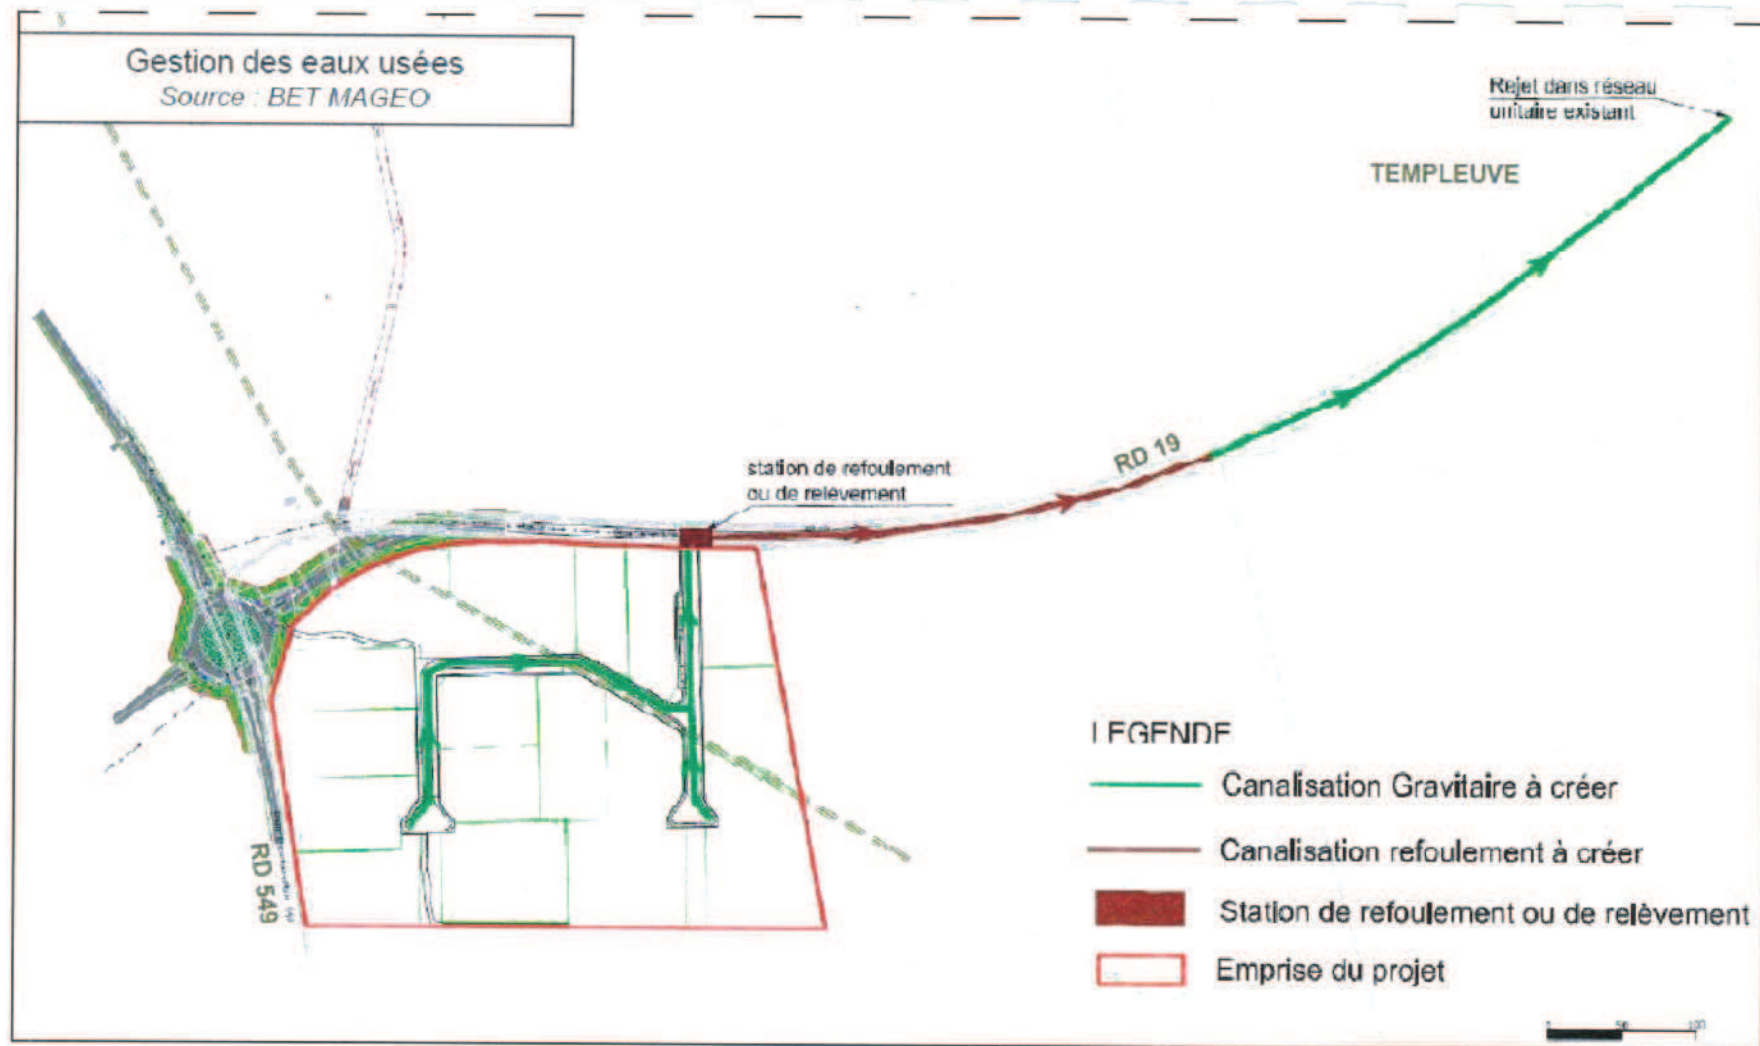 Gestion des eaux usées
Source : BET MAGEO
Rejet dans réseau
unitaire existant
TEMPLEUVE
RD 19
station de refoulement
ou de relèvement
RD 549
LEGENDE
Canalisation Gravitaire à créer
Canalisation refoulement à créer
Station de refoulement ou de relèvement
Emprise du projet
50 100